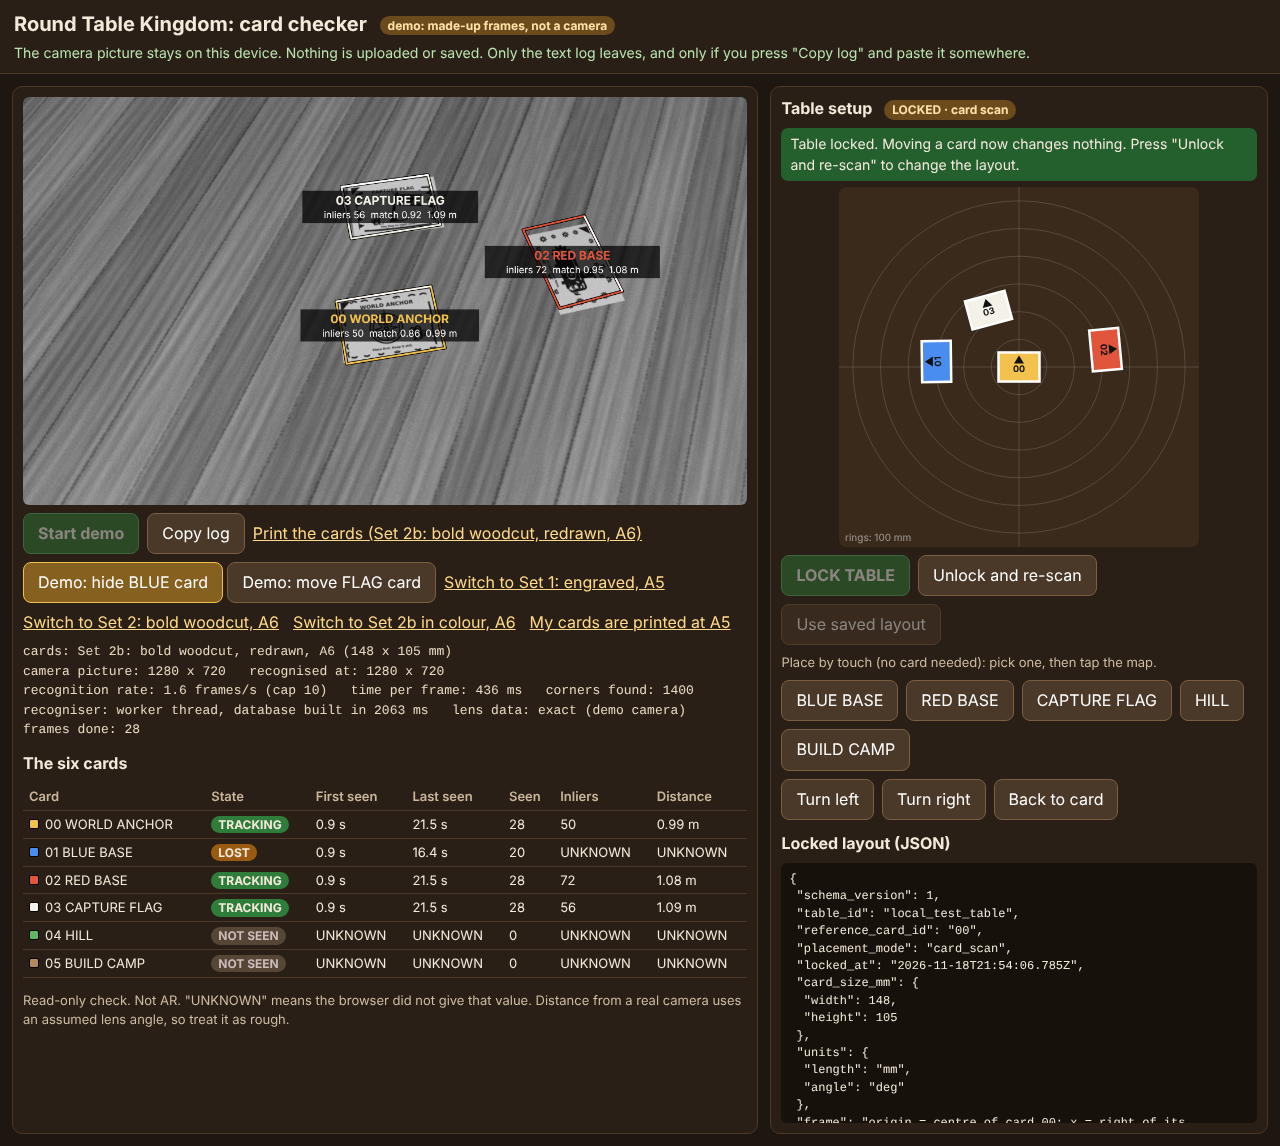 Round Table Kingdom: card checker demo: made-up frames, not a camera
The camera picture stays on this device. Nothing is uploaded or saved. Only the text log leaves, and only if you press "Copy log" and paste it somewhere.
03 CAPTURE FLAG
inliers 56 match 0.92 1.09 m
02 RED BASE
inliers 72 match 0.95 1.08 m
WORLD ANCHOR
00 WORLD ANCHOR
inliers 50 match 0.86 0.99 m
Start demo
Copy log
Print the cards (Set 2b: bold woodcut, redrawn, A6)
Demo: hide BLUE card
Demo: move FLAG card
Switch to Set 1: engraved, A5
Switch to Set 2: bold woodcut, A6
Switch to Set 2b in colour, A6
My cards are printed at A5
cards: Set 2b: bold woodcut, redrawn, A6 (148 x 105 mm)
camera picture: 1280 x 720 recognised at: 1280 x 720
recognition rate: 1.6 frames/s (cap 10) time per frame: 436 ms corners found: 1400
recogniser: worker thread, database built in 2063 ms lens data: exact (demo camera)
frames done: 28
The six cards
Card State First seen Last seen Seen Inliers Distance
00 WORLD ANCHOR TRACKING 0.9 s 21.5 s 28 50 0.99 m
01 BLUE BASE LOST 0.9 s 16.4 s 20 UNKNOWN UNKNOWN
02 RED BASE TRACKING 0.9 s 21.5 s 28 72 1.08 m
03 CAPTURE FLAG TRACKING 0.9 s 21.5 s 28 56 1.09 m
04 HILL NOT SEEN UNKNOWN UNKNOWN 0 UNKNOWN UNKNOWN
05 BUILD CAMP NOT SEEN UNKNOWN UNKNOWN 0 UNKNOWN UNKNOWN
Read-only check. Not AR. "UNKNOWN" means the browser did not give that value. Distance from a real camera uses
an assumed lens angle, so treat it as rough.
Table setup LOCKED · card scan
Table locked. Moving a card now changes nothing. Press "Unlock
and re-scan" to change the layout.
03
01
00
02
rings: 100 mm
LOCK TABLE
Unlock and re-scan
Use saved layout
Place by touch (no card needed): pick one, then tap the map.
BLUE BASE
RED BASE
CAPTURE FLAG
HILL
BUILD CAMP
Turn left
Turn right
Back to card
Locked layout (JSON)
{
"schema_version": 1,
"table_id": "local_test_table",
"reference_card_id": "00",
"placement_mode": "card_scan",
"locked_at": "2026-11-18T21:54:06.785Z",
"card_size_mm": {
"width": 148,
"height": 105
},
"units": {
"length": "mm",
"angle": "deg"
},
"frame": "origin = centre of card 00; x = right of its